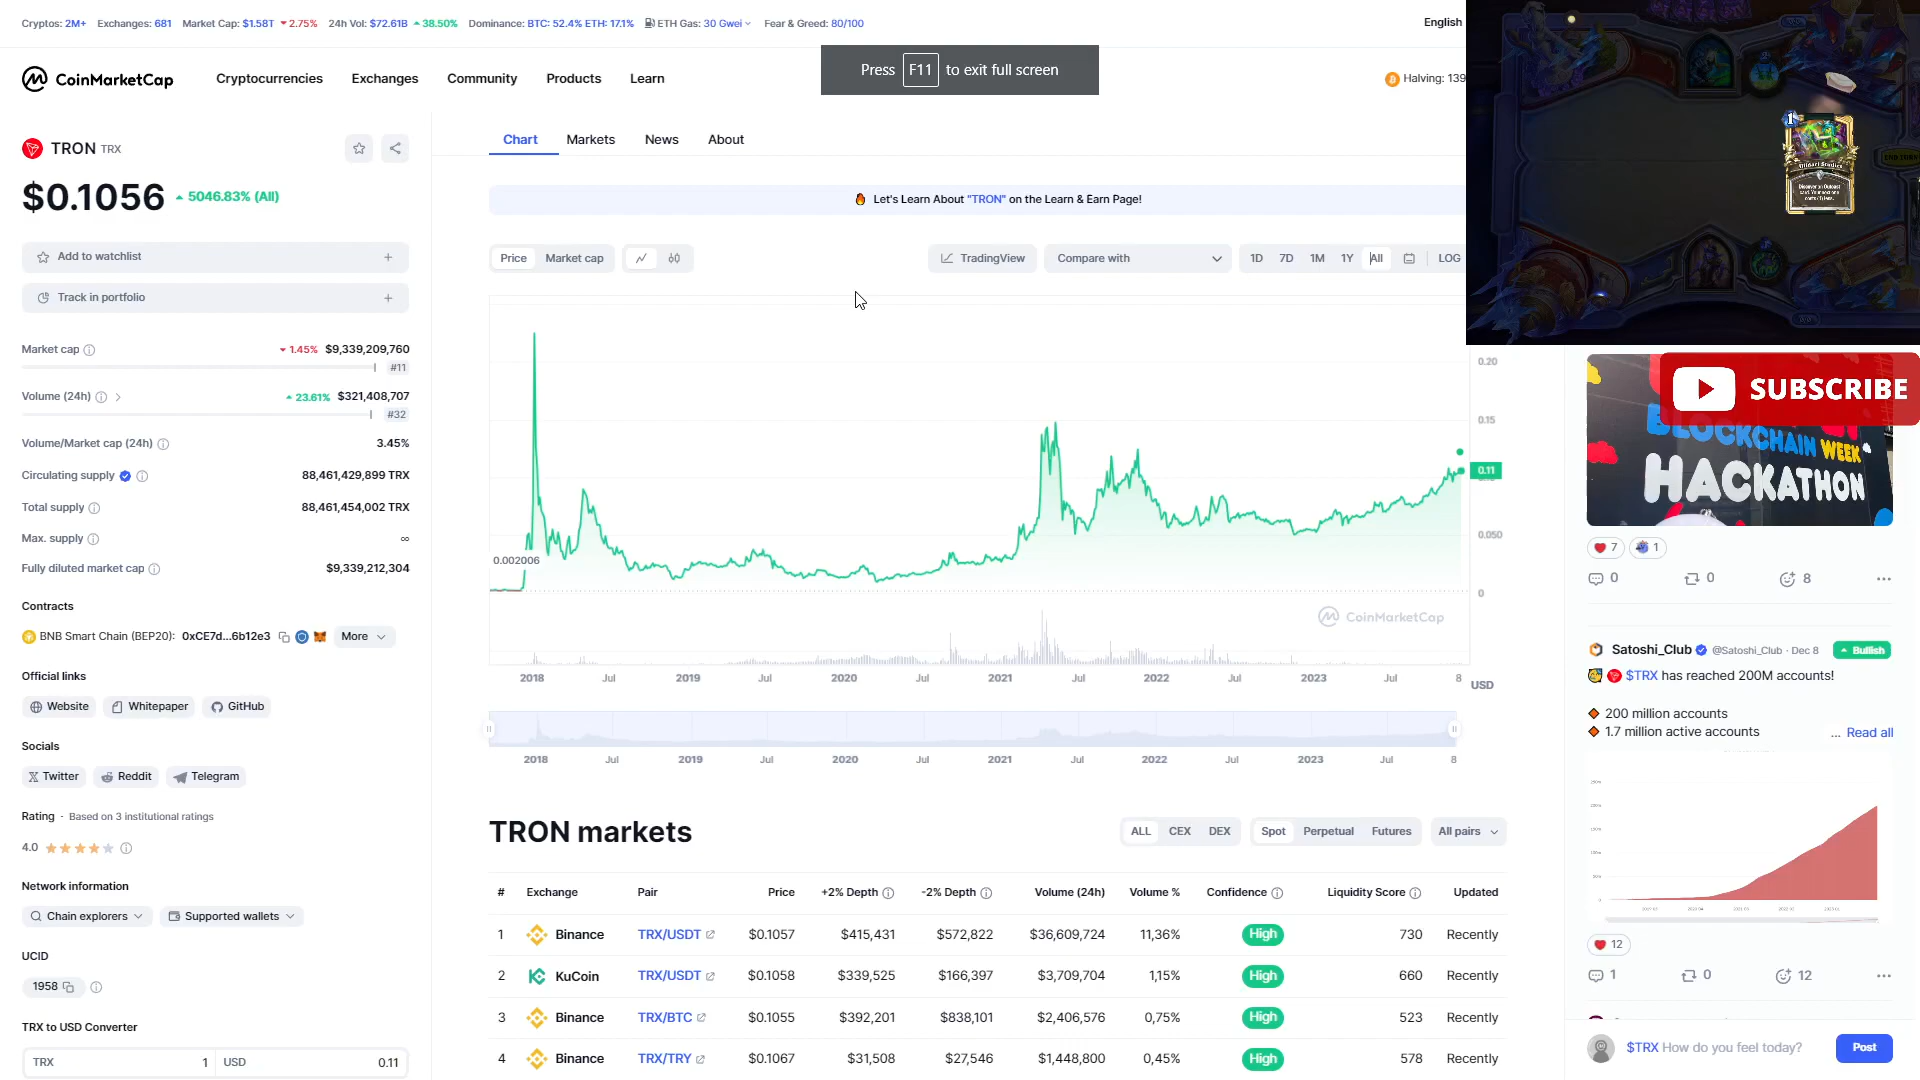 Cryptos: 2M+ Exchanges: 681 Market Cap: $1.58T 2.75% 24h Vol: $72.61B 38.50% Dominance: BTC: 52.4% ETH: 17.1% ETH Gas: 30 Gwei Fear & Greed: 80/100
English
Press F11 to exit full screen
CoinMarketCap Cryptocurrencies Exchanges Community Products Learn
Halving: 139
TRON TRX
$0.1056 5046.83% (All)
Add to watchlist +
Track in portfolio +
Market cap 1.45% $9,339,209,760
#11
Volume (24h) 23.61% $321,408,707
#32
Volume/Market cap (24h) 3.45%
Circulating supply 88,461,429,899 TRX
Total supply 88,461,454,002 TRX
Max. supply ∞
Fully diluted market cap $9,339,212,304
Contracts
BNB Smart Chain (BEP20): 0xCE7d...6b12e3 More
Official links
Website Whitepaper GitHub
Socials
Twitter Reddit Telegram
Rating · Based on 3 institutional ratings
4.0
Network information
Chain explorers Supported wallets
UCID
1958
TRX to USD Converter
TRX 1 USD 0.11
Chart Markets News About
Let's Learn About "TRON" on the Learn & Earn Page!
Price Market cap TradingView Compare with 1D 7D 1M 1Y All LOG
0.20
0.15
0.11
0.050
0
0.002006
CoinMarketCap
2018 Jul 2019 Jul 2020 Jul 2021 Jul 2022 Jul 2023 Jul 8
USD
2018 Jul 2019 Jul 2020 Jul 2021 Jul 2022 Jul 2023 Jul 8
TRON markets
ALL CEX DEX Spot Perpetual Futures All pairs
# Exchange Pair Price +2% Depth -2% Depth Volume (24h) Volume % Confidence Liquidity Score Updated
1 Binance TRX/USDT $0.1057 $415,431 $572,822 $36,609,724 11,36% High 730 Recently
2 KuCoin TRX/USDT $0.1058 $339,525 $166,397 $3,709,704 1,15% High 660 Recently
3 Binance TRX/BTC $0.1055 $392,201 $838,101 $2,406,576 0,75% High 523 Recently
4 Binance TRX/TRY $0.1067 $31,508 $27,546 $1,448,800 0,45% High 578 Recently
1
END TURN
SUBSCRIBE
BLOCKCHAIN WEEK
HACKATHON
7 1
0 0 8 ...
Satoshi_Club @Satoshi_Club · Dec 8 Bullish
$TRX has reached 200M accounts!
200 million accounts
1.7 million active accounts ... Read all
12
1 0 12 ...
$TRX How do you feel today? Post